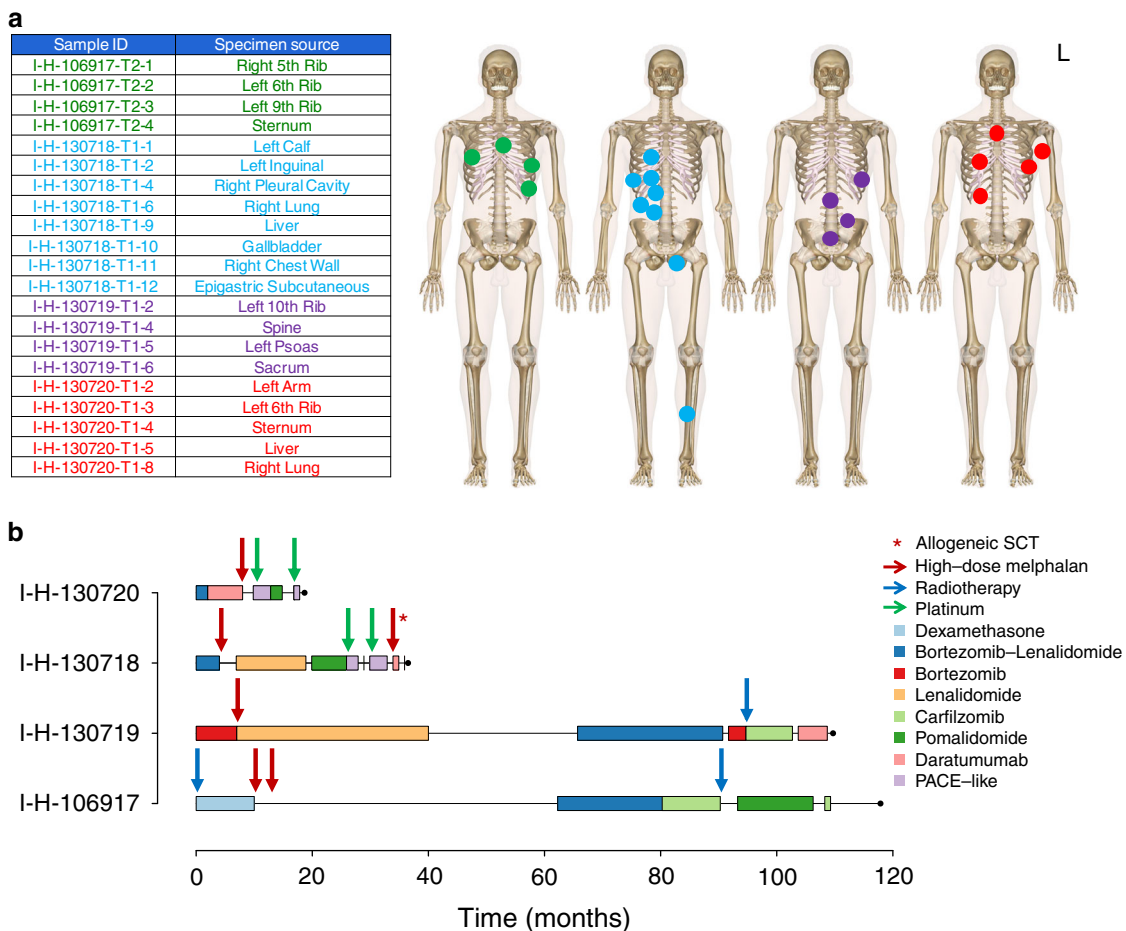 a
Sample ID Specimen source
I-H-106917-T2-1 Right 5th Rib
I-H-106917-T2-2 Left 6th Rib
I-H-106917-T2-3 Left 9th Rib
I-H-106917-T2-4 Sternum
I-H-130718-T1-1 Left Calf
I-H-130718-T1-2 Left Inguinal
I-H-130718-T1-4 Right Pleural Cavity
I-H-130718-T1-6 Right Lung
I-H-130718-T1-9 Liver
I-H-130718-T1-10 Gallbladder
I-H-130718-T1-11 Right Chest Wall
I-H-130718-T1-12 Epigastric Subcutaneous
I-H-130719-T1-2 Left 10th Rib
I-H-130719-T1-4 Spine
I-H-130719-T1-5 Left Psoas
I-H-130719-T1-6 Sacrum
I-H-130720-T1-2 Left Arm
I-H-130720-T1-3 Left 6th Rib
I-H-130720-T1-4 Sternum
I-H-130720-T1-5 Liver
I-H-130720-T1-8 Right Lung
L
b
I-H-130720
I-H-130718
*
I-H-130719
I-H-106917
0 20 40 60 80 100 120
Time (months)
* Allogeneic SCT
High–dose melphalan
Radiotherapy
Platinum
Dexamethasone
Bortezomib–Lenalidomide
Bortezomib
Lenalidomide
Carfilzomib
Pomalidomide
Daratumumab
PACE–like